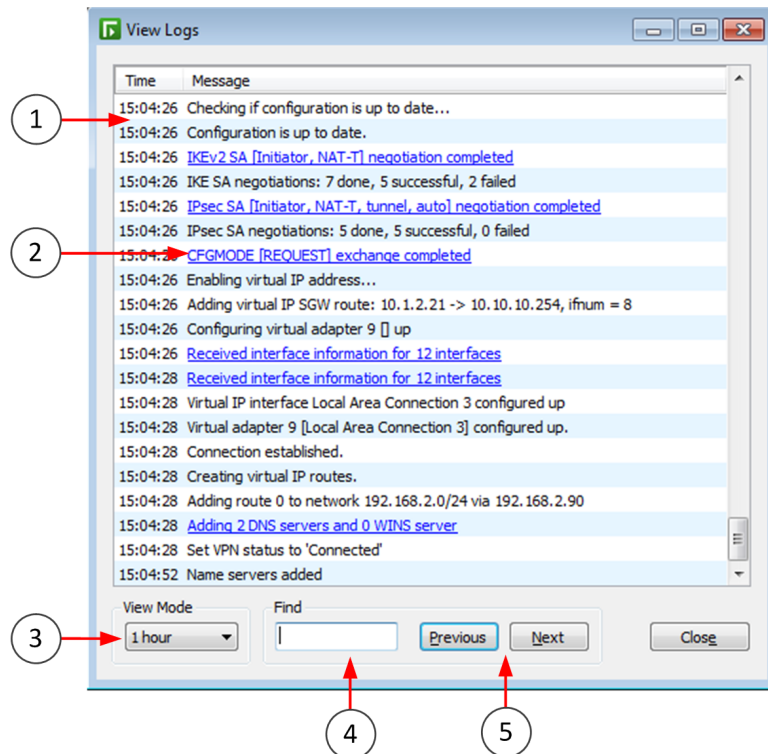 View Logs
Time Message
15:04:26 Checking if configuration is up to date...
15:04:26 Configuration is up to date.
15:04:26 IKEv2 SA [Initiator, NAT-T] negotiation completed
15:04:26 IKE SA negotiations: 7 done, 5 successful, 2 failed
15:04:26 IPsec SA [Initiator, NAT-T, tunnel, auto] negotiation completed
15:04:26 IPsec SA negotiations: 5 done, 5 successful, 0 failed
15:04:26 CFGMODE [REQUEST] exchange completed
15:04:26 Enabling virtual IP address...
15:04:26 Adding virtual IP SGW route: 10.1.2.21 -> 10.10.10.254, ifnum = 8
15:04:26 Configuring virtual adapter 9 [] up
15:04:26 Received interface information for 12 interfaces
15:04:28 Received interface information for 12 interfaces
15:04:28 Virtual IP interface Local Area Connection 3 configured up
15:04:28 Virtual adapter 9 [Local Area Connection 3] configured up.
15:04:28 Connection established.
15:04:28 Creating virtual IP routes.
15:04:28 Adding route 0 to network 192.168.2.0/24 via 192.168.2.90
15:04:28 Adding 2 DNS servers and 0 WINS server
15:04:28 Set VPN status to 'Connected'
15:04:52 Name servers added
View Mode Find
1 hour Previous Next Close
1
2
3
4
5